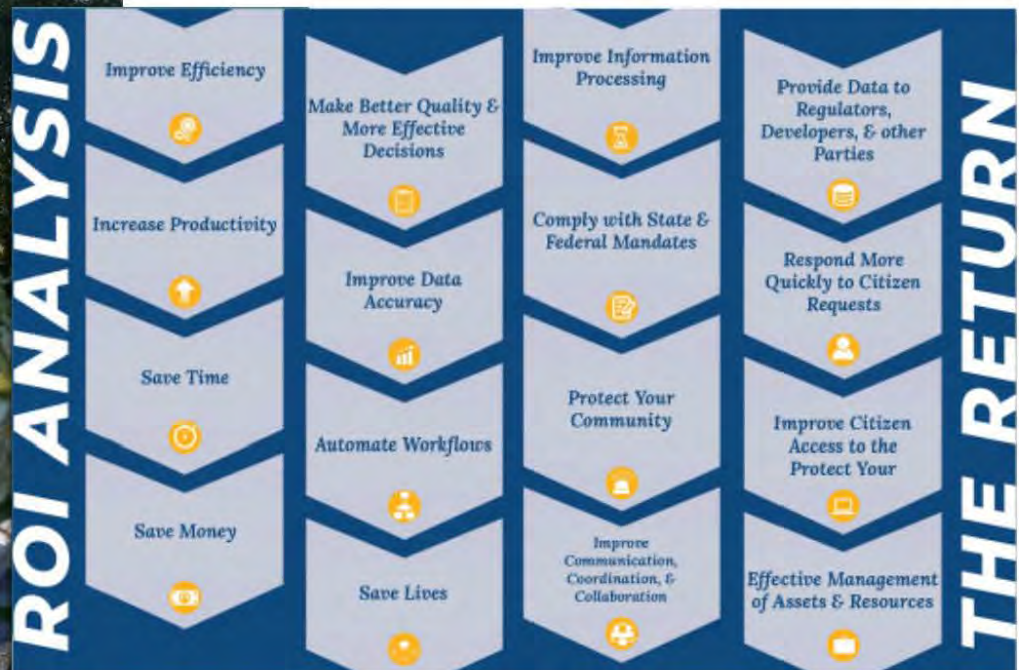 ROI ANALYSIS
Improve Efficiency
Increase Productivity
Save Time
Save Money
Make Better Quality &
More Effective
Decisions
Improve Data
Accuracy
Automate Workflows
Save Lives
Improve Information
Processing
Comply with State &
Federal Mandates
Protect Your
Community
Improve
Communication,
Coordination, &
Collaboration
Provide Data to
Regulators,
Developers, & other
Parties
Respond More
Quickly to Citizen
Requests
Improve Citizen
Access to the
Protect Your
Effective Management
of Assets & Resources
THE RETURN